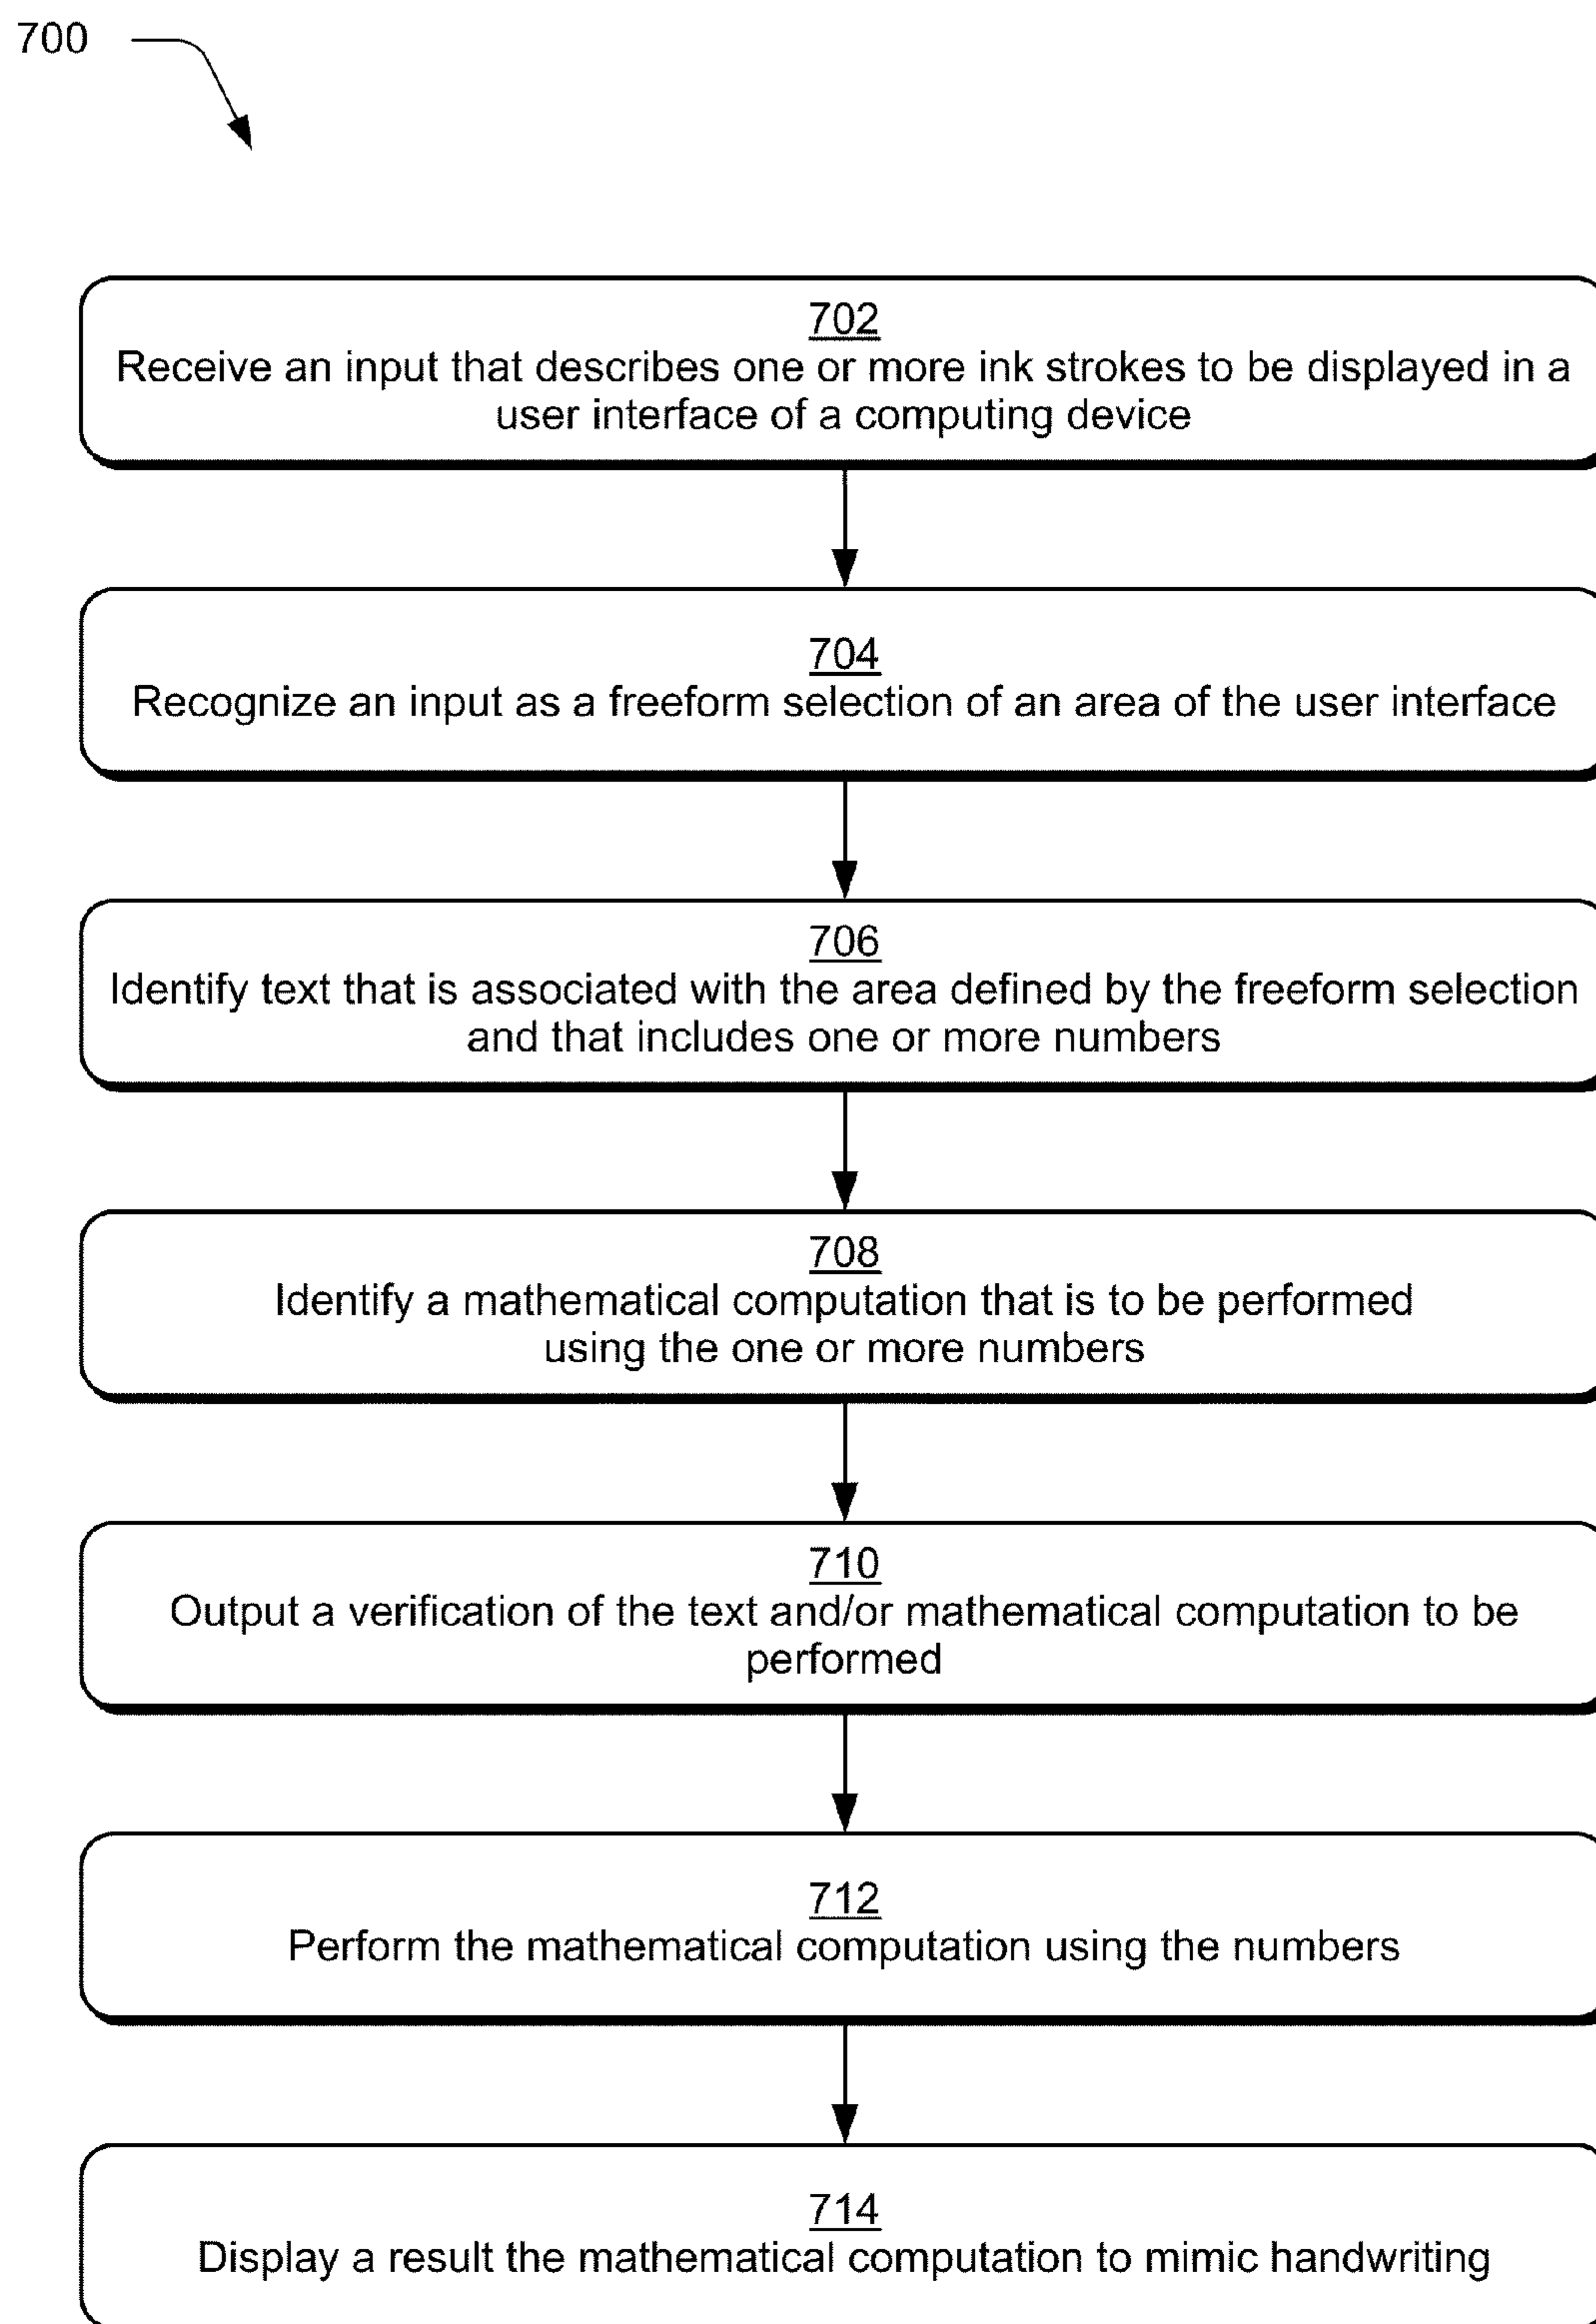 700
702
Receive an input that describes one or more ink strokes to be displayed in a
user interface of a computing device
704
Recognize an input as a freeform selection of an area of the user interface
706
Identify text that is associated with the area defined by the freeform selection
and that includes one or more numbers
708
Identify a mathematical computation that is to be performed
using the one or more numbers
710
Output a verification of the text and/or mathematical computation to be
performed
712
Perform the mathematical computation using the numbers
714
Display a result the mathematical computation to mimic handwriting